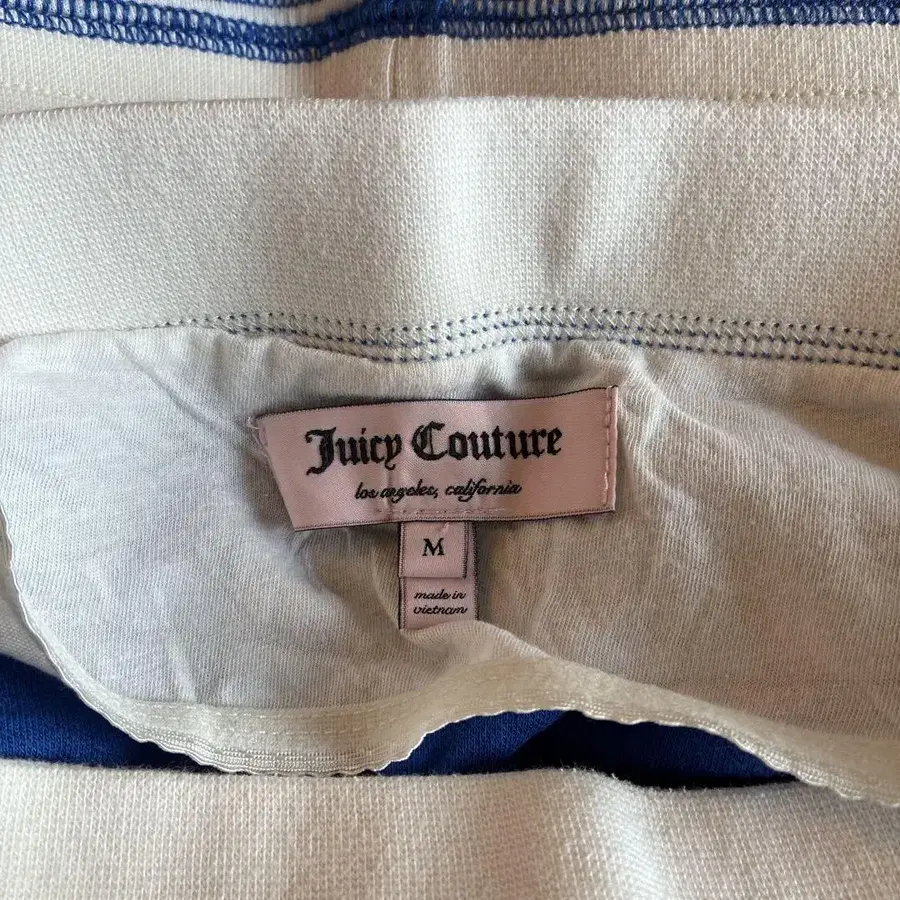 Juicy Couture
los angeles, california
M
made in
vietnam